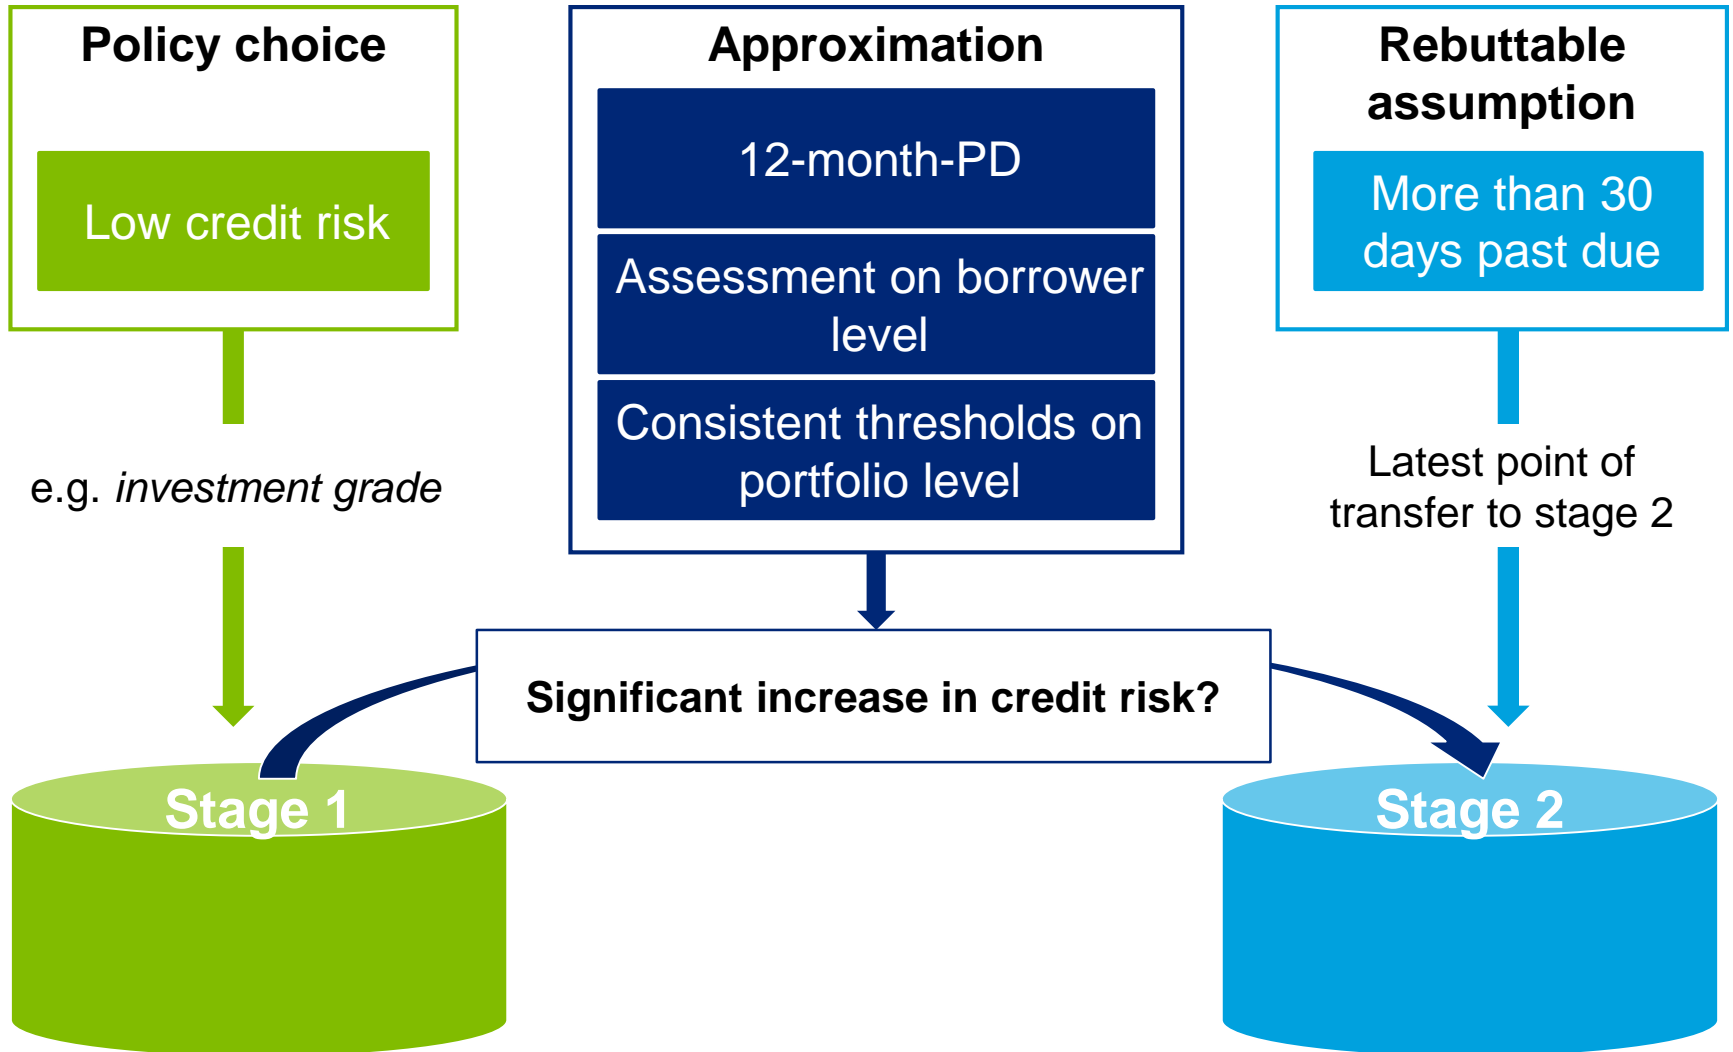 Policy choice
Low credit risk
e.g. investment grade
Approximation
12-month-PD
Assessment on borrower
level
Consistent thresholds on
portfolio level
Rebuttable
assumption
More than 30
days past due
Latest point of
transfer to stage 2
Significant increase in credit risk?
Stage 1
Stage 2